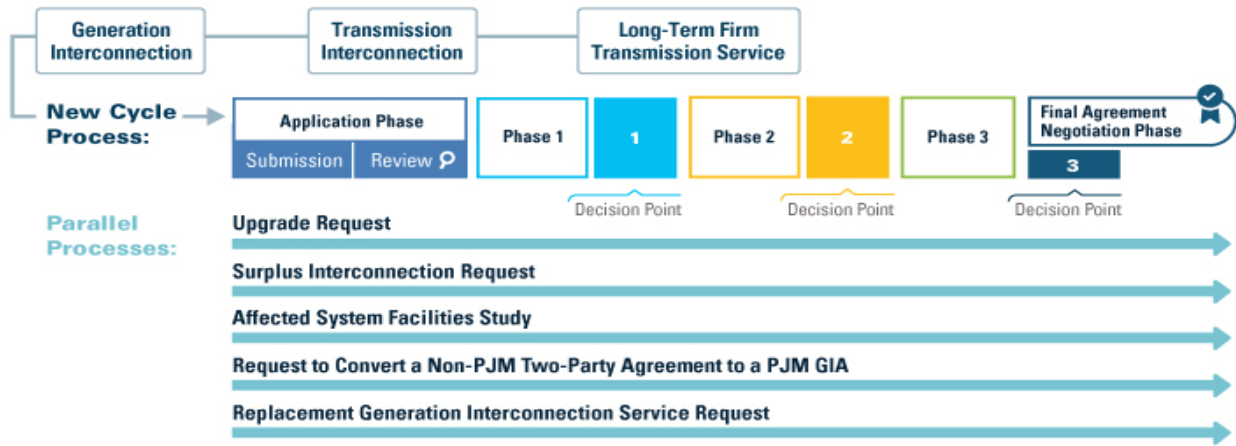 Generation
Interconnection
Transmission
Interconnection
Long-Term Firm
Transmission Service
New Cycle
Process:
Application Phase
Submission
Review
Phase 1
1
Phase 2
2
Phase 3
Final Agreement
Negotiation Phase
3
Decision Point
Decision Point
Decision Point
Parallel
Processes:
Upgrade Request
Surplus Interconnection Request
Affected System Facilities Study
Request to Convert a Non-PJM Two-Party Agreement to a PJM GIA
Replacement Generation Interconnection Service Request